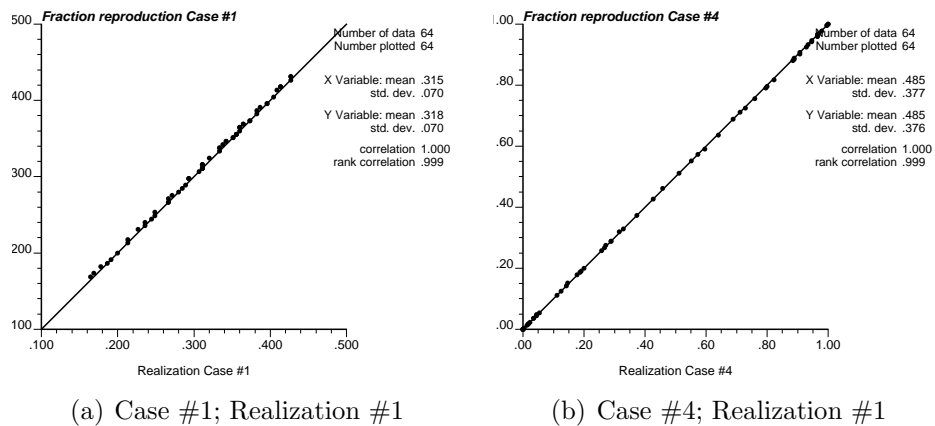 Fraction reproduction Case #1
500
400
300
200
100
.100
.200
.300
.400
.500
Number of data 64
Number plotted 64
X Variable: mean .315
std. dev. .070
Y Variable: mean .318
std. dev. .070
correlation 1.000
rank correlation .999
Realization Case #1
(a) Case #1; Realization #1
Fraction reproduction Case #4
1.00
.80
.60
.40
.20
.00
.00
.20
.40
.60
.80
1.00
Number of data 64
Number plotted 64
X Variable: mean .485
std. dev. .377
Y Variable: mean .485
std. dev. .376
correlation 1.000
rank correlation .999
Realization Case #4
(b) Case #4; Realization #1